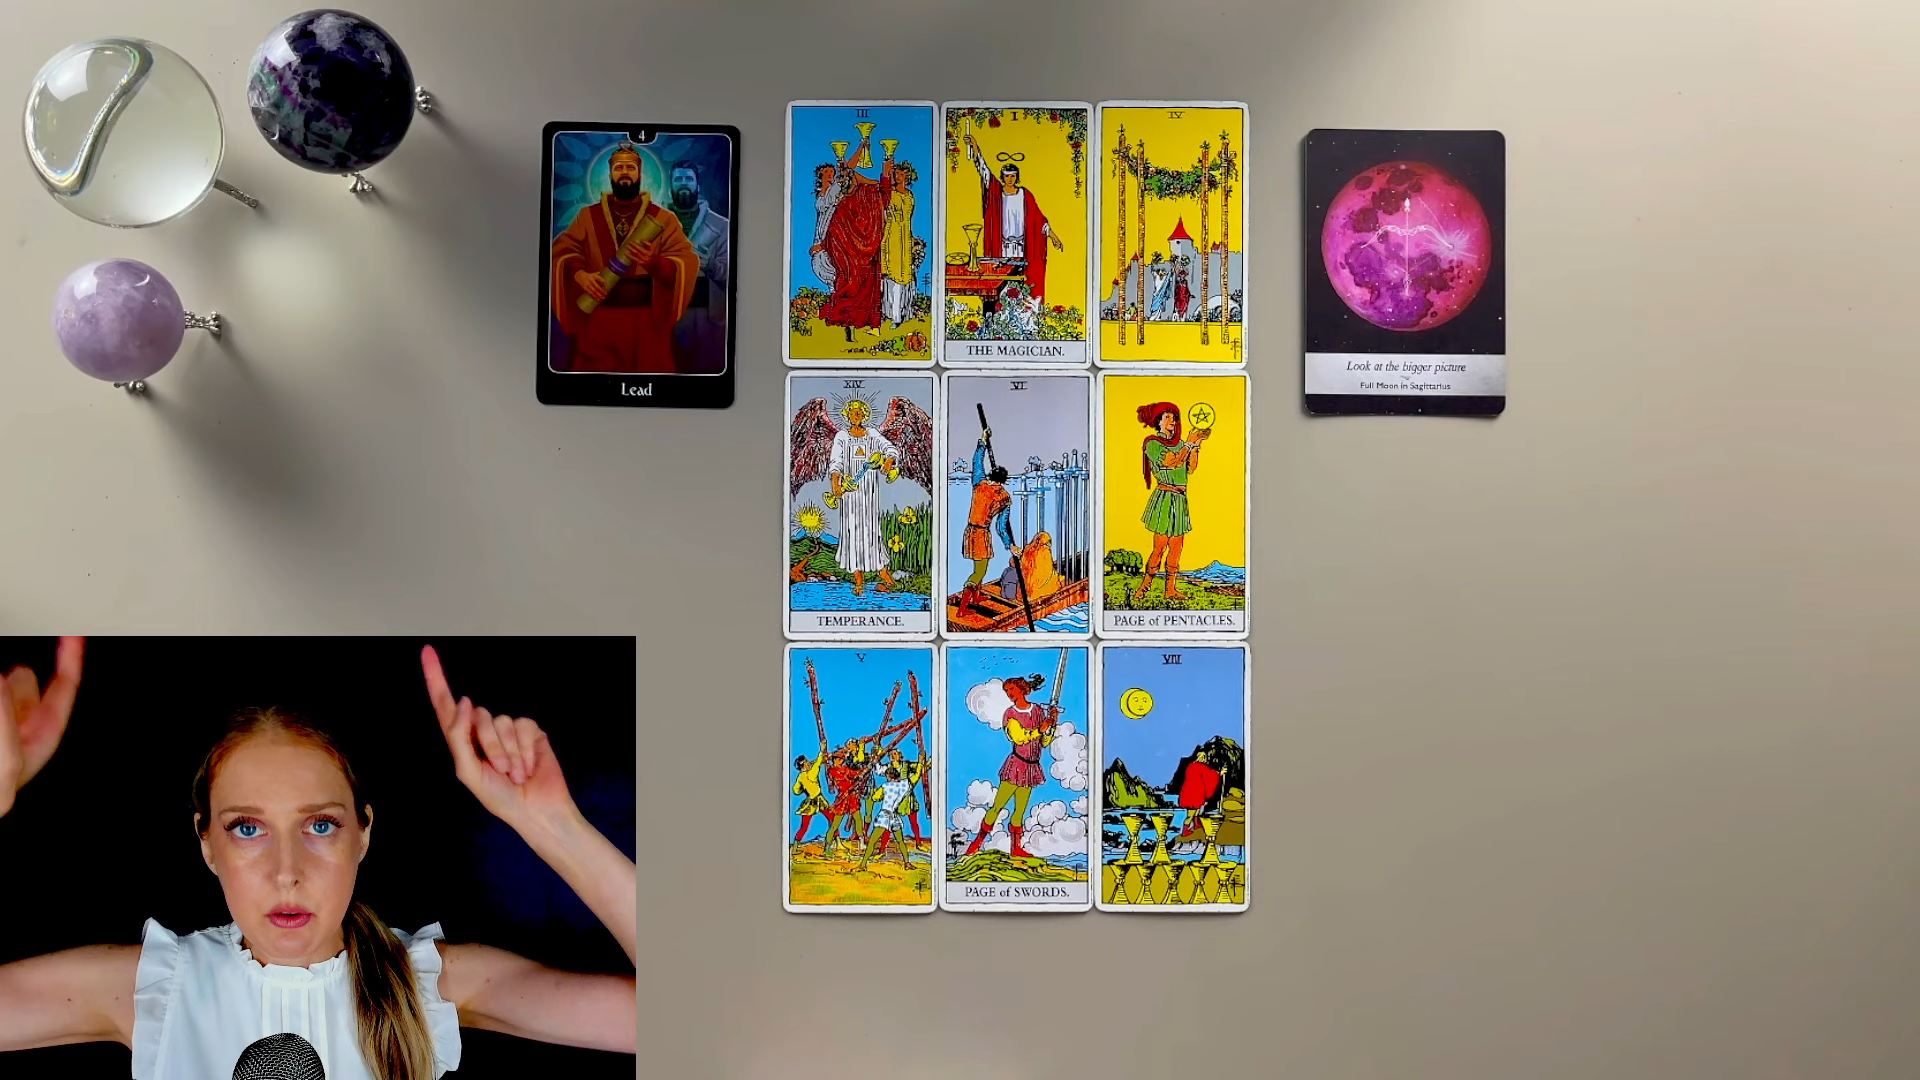 4
Lead
III
I
THE MAGICIAN.
IV
Look at the bigger picture
Full Moon in Sagittarius
XIV
TEMPERANCE.
VI
PAGE of PENTACLES.
V
PAGE of SWORDS.
VIII